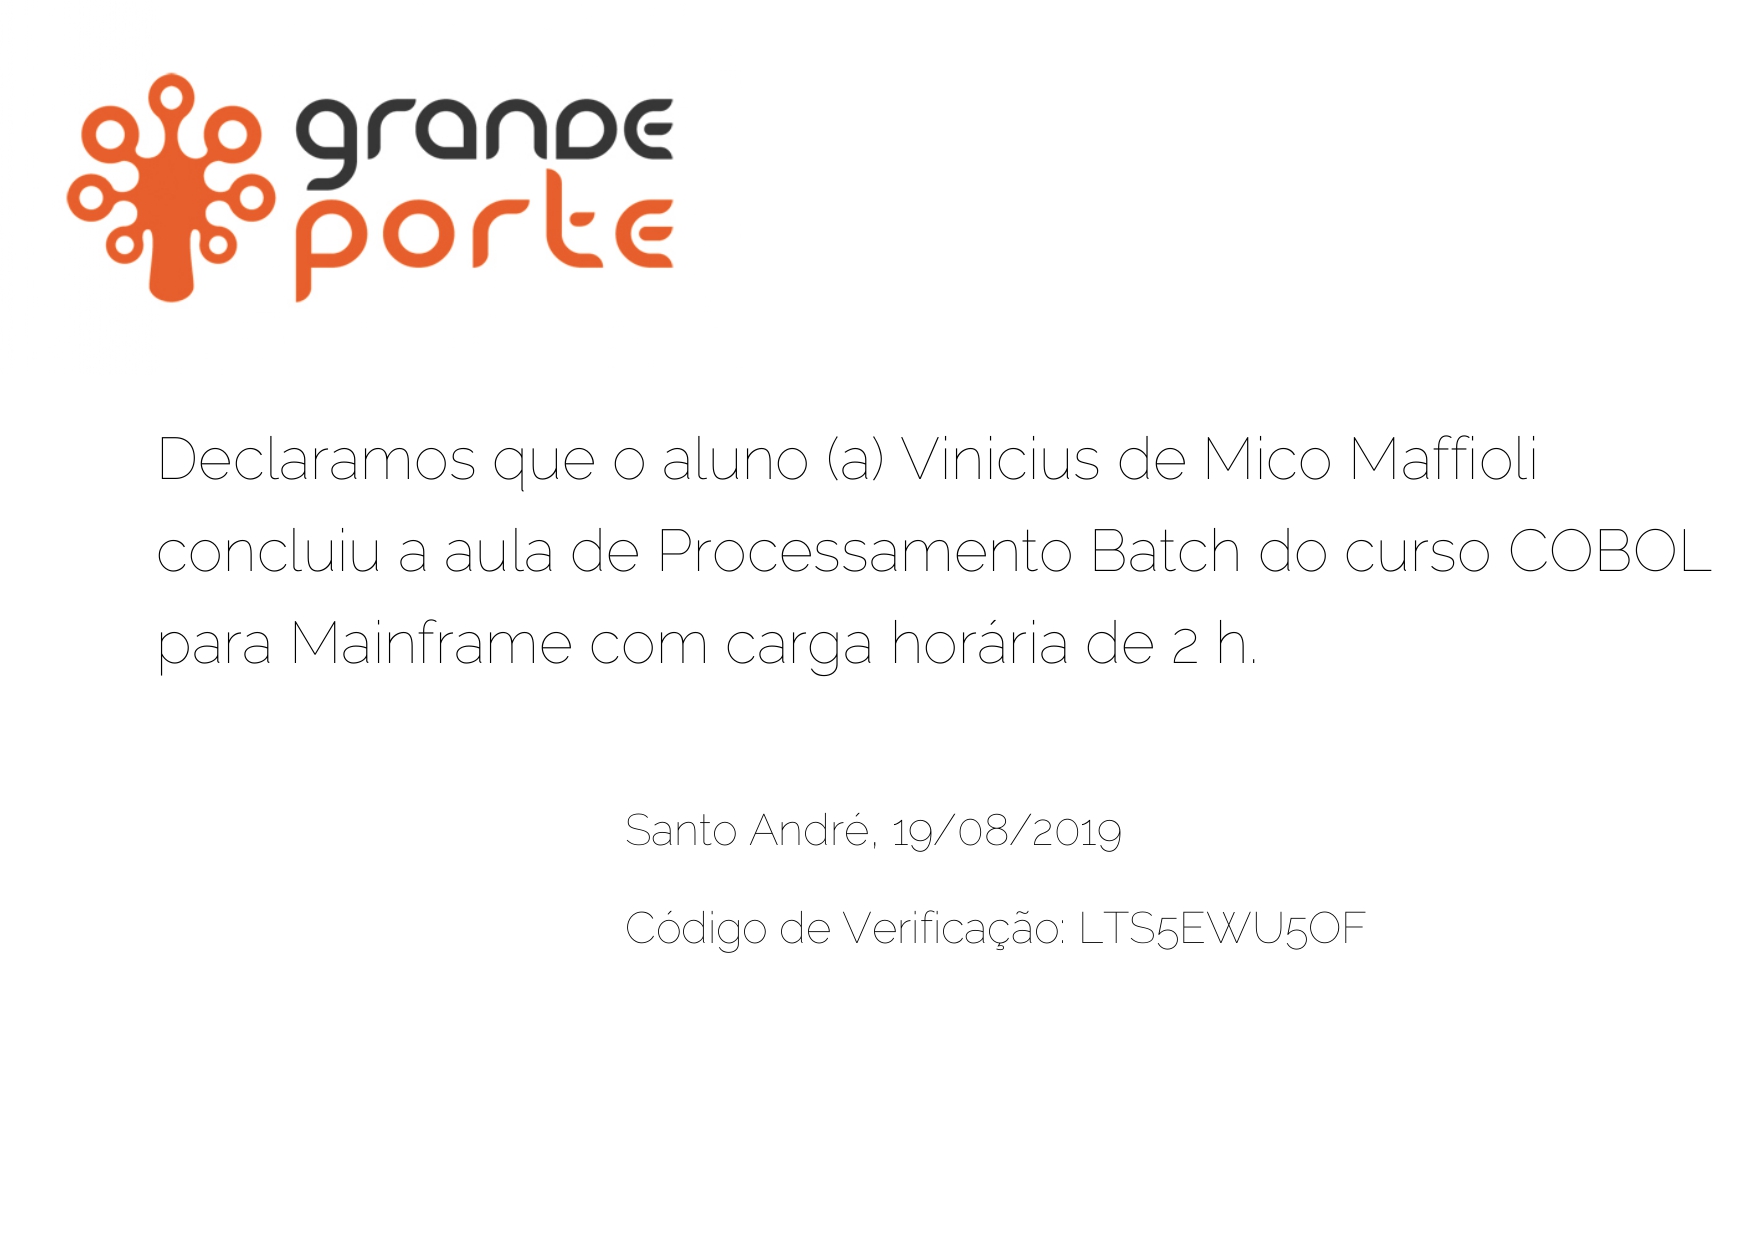 grande
porte
Declaramos que o aluno (a) Vinicius de Mico Maffioli
concluiu a aula de Processamento Batch do curso COBOL
para Mainframe com carga horária de 2 h.
Santo André, 19/08/2019
Código de Verificação: LTS5EWU5OF